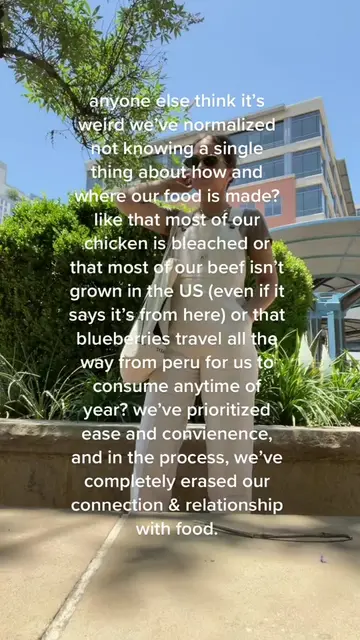 anyone else think it's
weird we've normalized
not knowing a single
thing about how and
where our food is made?
like that most of our
chicken is bleached or
that most of our beef isn't
grown in the US (even if it
says it's from here) or that
blueberries travel all the
way from peru for us to
consume anytime of
year? we've prioritized
ease and convienence,
and in the process, we've
completely erased our
connection & relationship
with food.